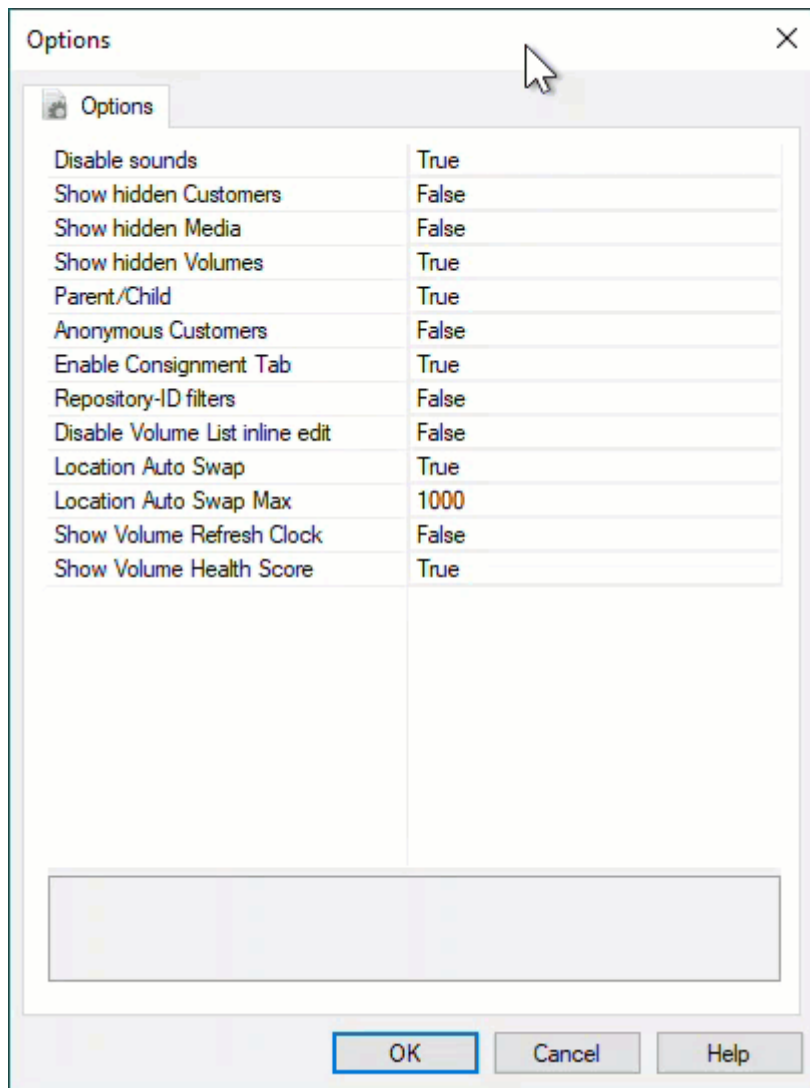 Options
Options
Disable sounds True
Show hidden Customers False
Show hidden Media False
Show hidden Volumes True
Parent/Child True
Anonymous Customers False
Enable Consignment Tab True
Repository-ID filters False
Disable Volume List inline edit False
Location Auto Swap True
Location Auto Swap Max 1000
Show Volume Refresh Clock False
Show Volume Health Score True
OK Cancel Help